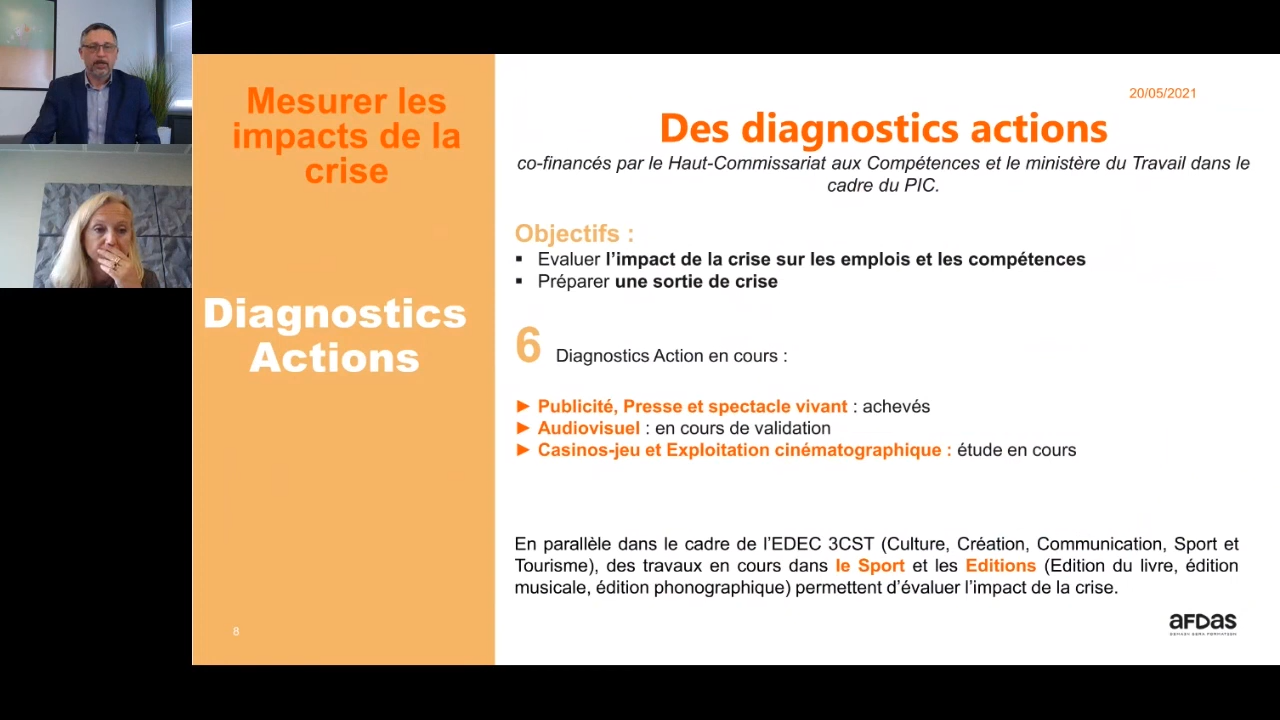 Mesurer les
impacts de la
crise
Diagnostics
Actions
8
20/05/2021
Des diagnostics actions
co-financés par le Haut-Commissariat aux Compétences et le ministère du Travail dans le
cadre du PIC.
Objectifs :
▪ Evaluer l’impact de la crise sur les emplois et les compétences
▪ Préparer une sortie de crise
6 Diagnostics Action en cours :
► Publicité, Presse et spectacle vivant : achevés
► Audiovisuel : en cours de validation
► Casinos-jeu et Exploitation cinématographique : étude en cours
En parallèle dans le cadre de l’EDEC 3CST (Culture, Création, Communication, Sport et
Tourisme), des travaux en cours dans le Sport et les Editions (Edition du livre, édition
musicale, édition phonographique) permettent d’évaluer l’impact de la crise.
afdas